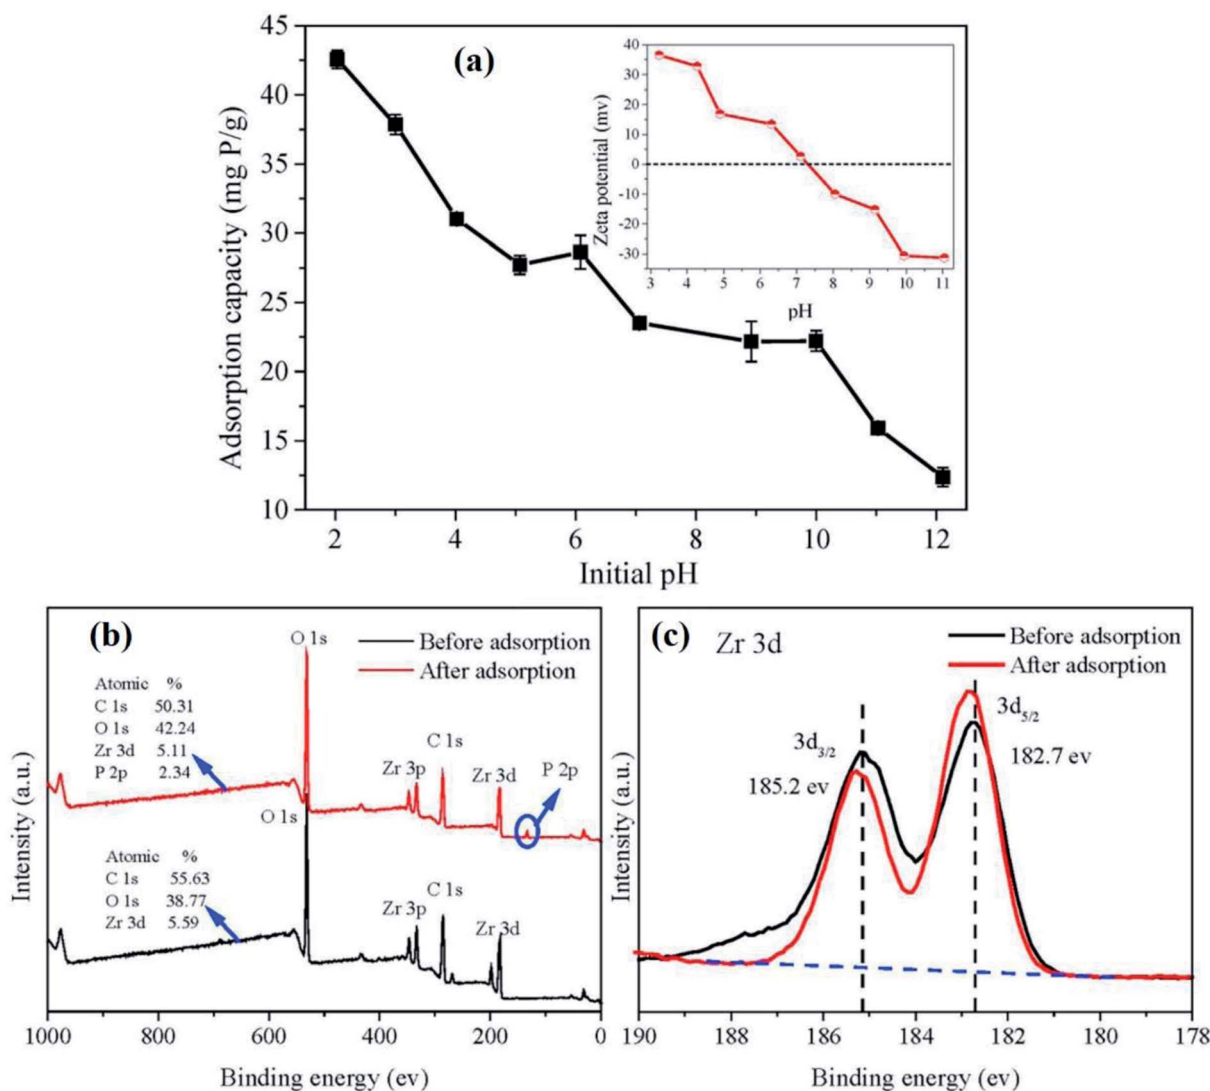 (a)
Adsorption capacity (mg P/g)
45
40
35
30
25
20
15
10
2
4
6
8
10
12
Initial pH
Zeta potential (mv)
40
30
20
10
0
-10
-20
-30
3
4
5
6
7
8
9
10
11
pH
(b)
O 1s
Before adsorption
After adsorption
Atomic %
C 1s 50.31
O 1s 42.24
Zr 3d 5.11
P 2p 2.34
Zr 3p
C 1s
Zr 3d
P 2p
O 1s
Atomic %
C 1s 55.63
O 1s 38.77
Zr 3d 5.59
Zr 3p
C 1s
Zr 3d
Intensity (a.u.)
1000
800
600
400
200
0
Binding energy (ev)
(c)
Zr 3d
Before adsorption
After adsorption
3d3/2
185.2 ev
3d5/2
182.7 ev
Intensity (a.u.)
190
188
186
184
182
180
178
Binding energy (ev)